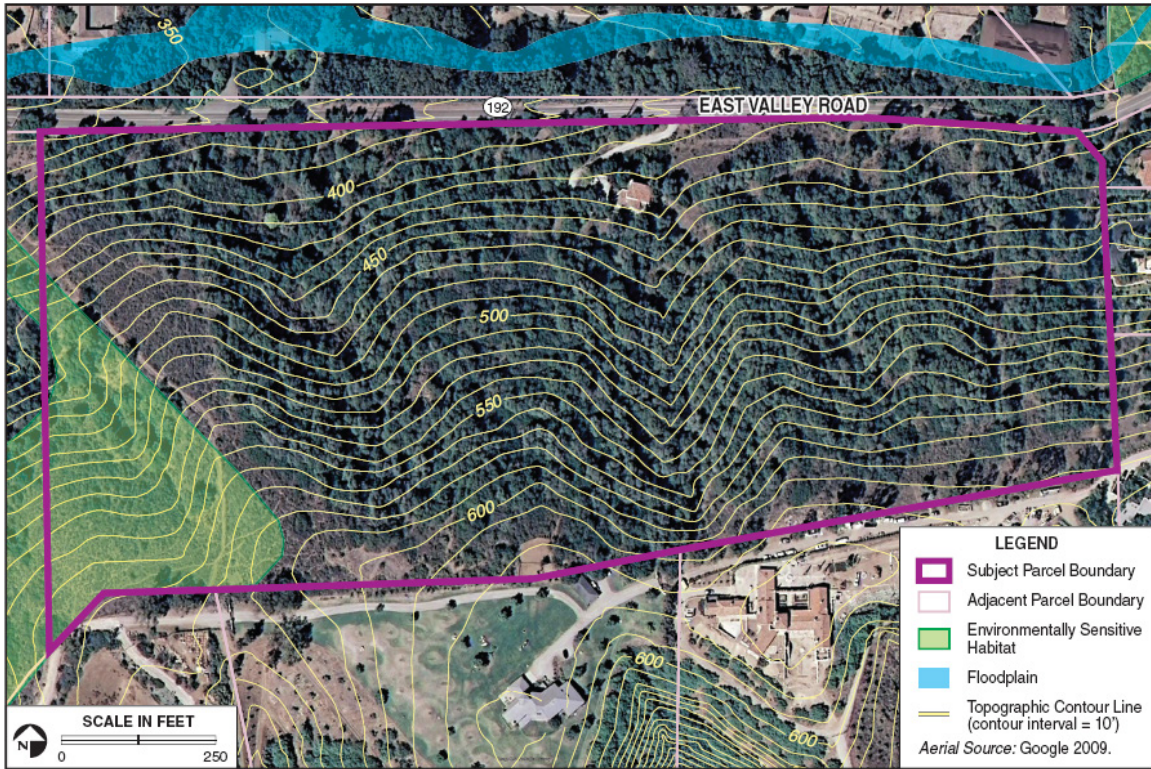 350
192
EAST VALLEY ROAD
400
450
500
550
600
600
600
LEGEND
Subject Parcel Boundary
Adjacent Parcel Boundary
Environmentally Sensitive
Habitat
Floodplain
Topographic Contour Line
(contour interval = 10')
Aerial Source: Google 2009.
N
SCALE IN FEET
0
250